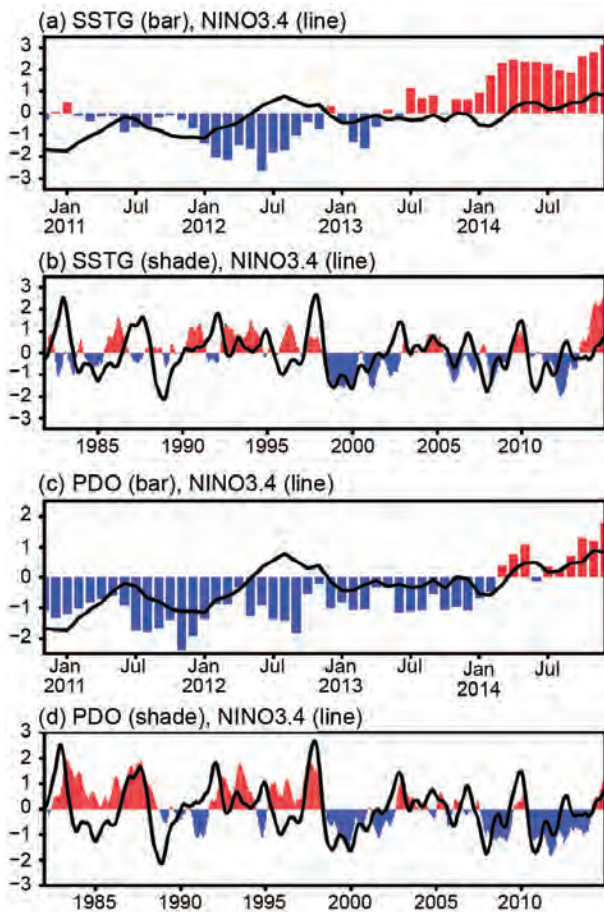 (a) SSTG (bar), NINO3.4 (line)
3
2
1
0
−1
−2
−3
Jan Jul Jan Jul Jan Jul Jan Jul
2011 2012 2013 2014
(b) SSTG (shade), NINO3.4 (line)
3
2
1
0
−1
−2
−3
1985 1990 1995 2000 2005 2010
(c) PDO (bar), NINO3.4 (line)
2
1
0
−1
−2
Jan Jul Jan Jul Jan Jul Jan Jul
2011 2012 2013 2014
(d) PDO (shade), NINO3.4 (line)
3
2
1
0
−1
−2
−3
1985 1990 1995 2000 2005 2010